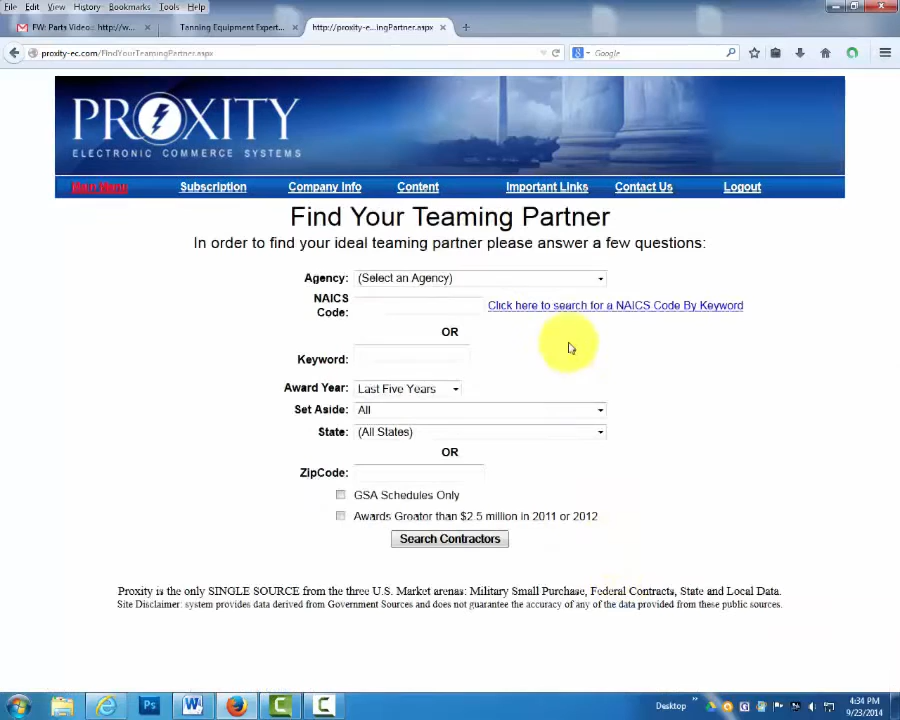 File Edit View History Bookmarks Tools Help
FW: Parts Video: http://w... × Tanning Equipment Expert... × http://proxity-e...ingPartner.aspx × +
proxity-ec.com/FindYourTeamingPartner.aspx Google
PROXITY
ELECTRONIC COMMERCE SYSTEMS
Main Menu Subscription Company Info Content Important Links Contact Us Logout
Find Your Teaming Partner
In order to find your ideal teaming partner please answer a few questions:
Agency: (Select an Agency)
NAICS Code: Click here to search for a NAICS Code By Keyword
OR
Keyword:
Award Year: Last Five Years
Set Aside: All
State: (All States)
OR
ZipCode:
GSA Schedules Only
Awards Greater than $2.5 million in 2011 or 2012
Search Contractors
Proxity is the only SINGLE SOURCE from the three U.S. Market arenas: Military Small Purchase, Federal Contracts, State and Local Data.
Site Disclaimer: system provides data derived from Government Sources and does not guarantee the accuracy of any of the data provided from these public sources.
Desktop 4:34 PM
9/23/2014